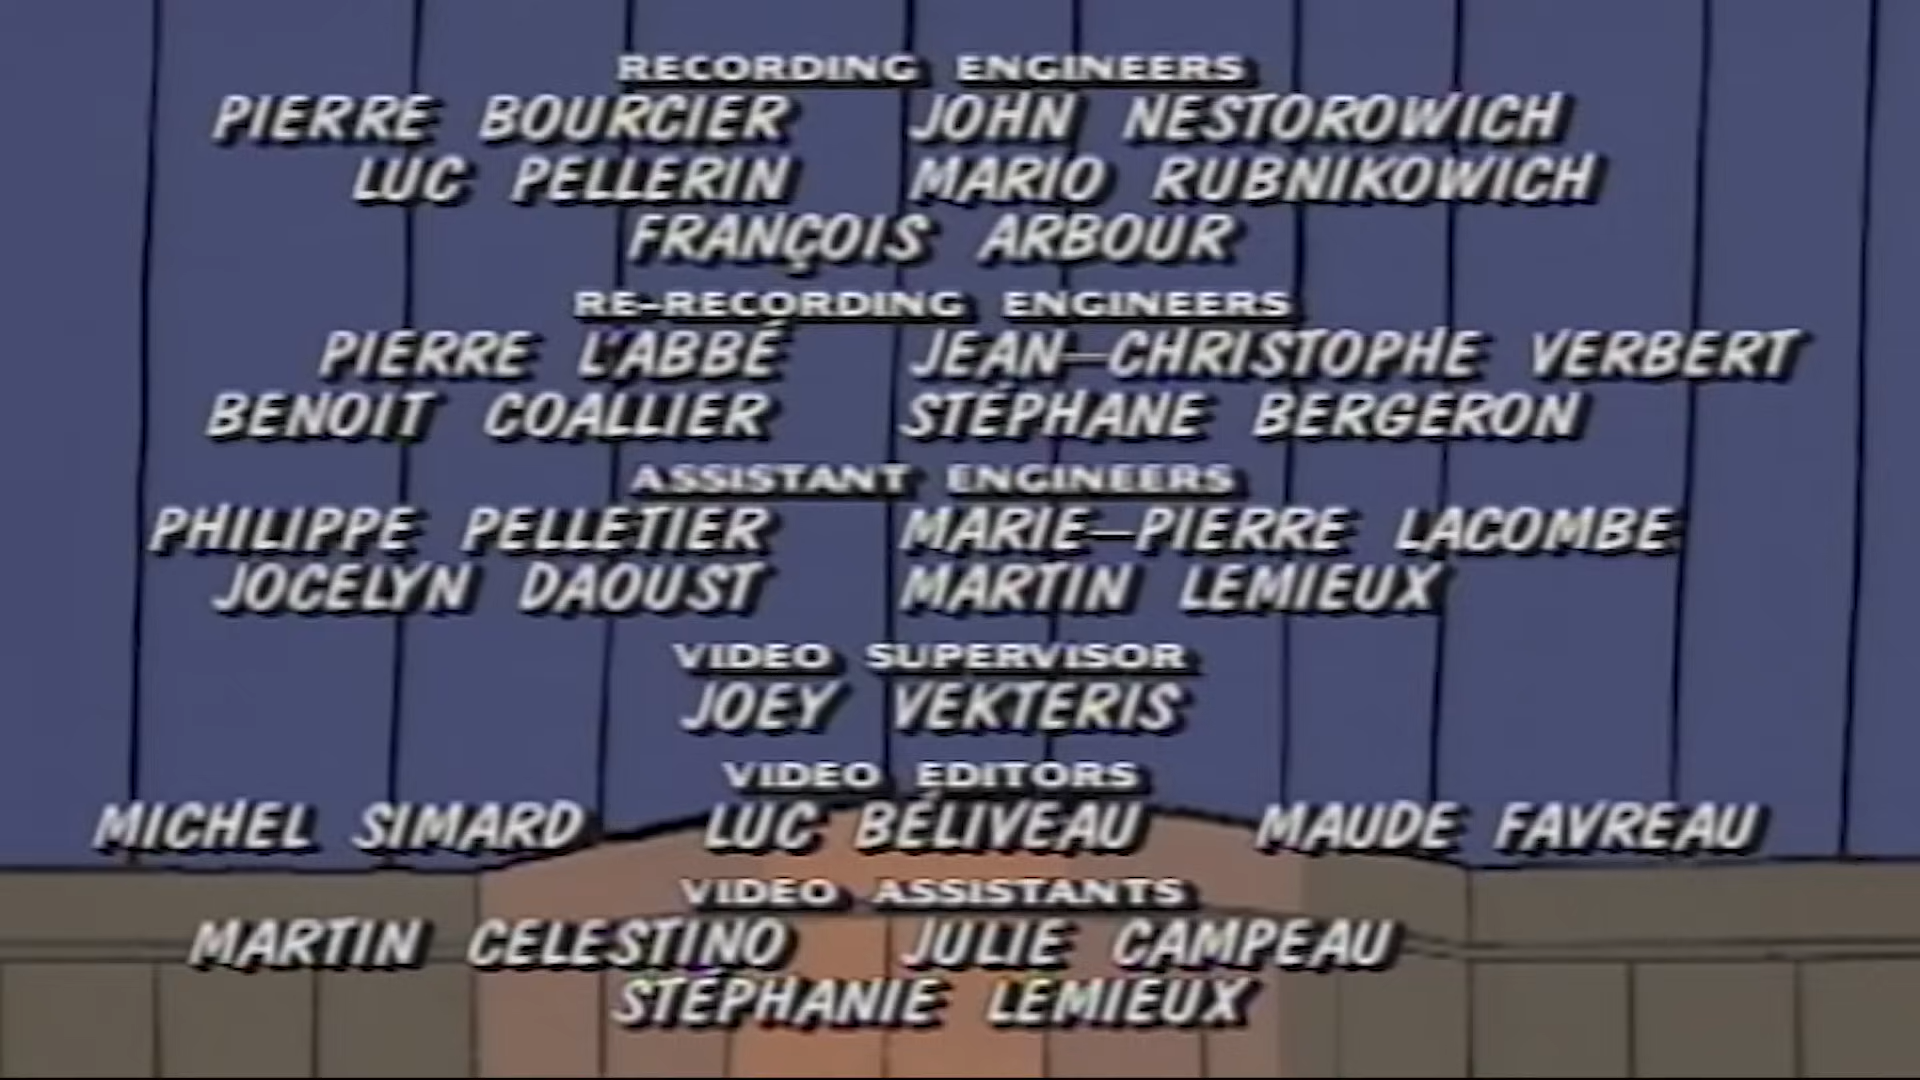 RECORDING ENGINEERS
PIERRE BOURCIER JOHN NESTOROWICH
LUC PELLERIN MARIO RUBNIKOWICH
FRANÇOIS ARBOUR
RE-RECORDING ENGINEERS
PIERRE L'ABBÉ JEAN-CHRISTOPHE VERBERT
BENOIT COALLIER STÉPHANE BERGERON
ASSISTANT ENGINEERS
PHILIPPE PELLETIER MARIE-PIERRE LACOMBE
JOCELYN DAOUST MARTIN LEMIEUX
VIDEO SUPERVISOR
JOEY VEKTERIS
VIDEO EDITORS
MICHEL SIMARD LUC BÉLIVEAU MAUDE FAVREAU
VIDEO ASSISTANTS
MARTIN CELESTINO JULIE CAMPEAU
STÉPHANIE LEMIEUX